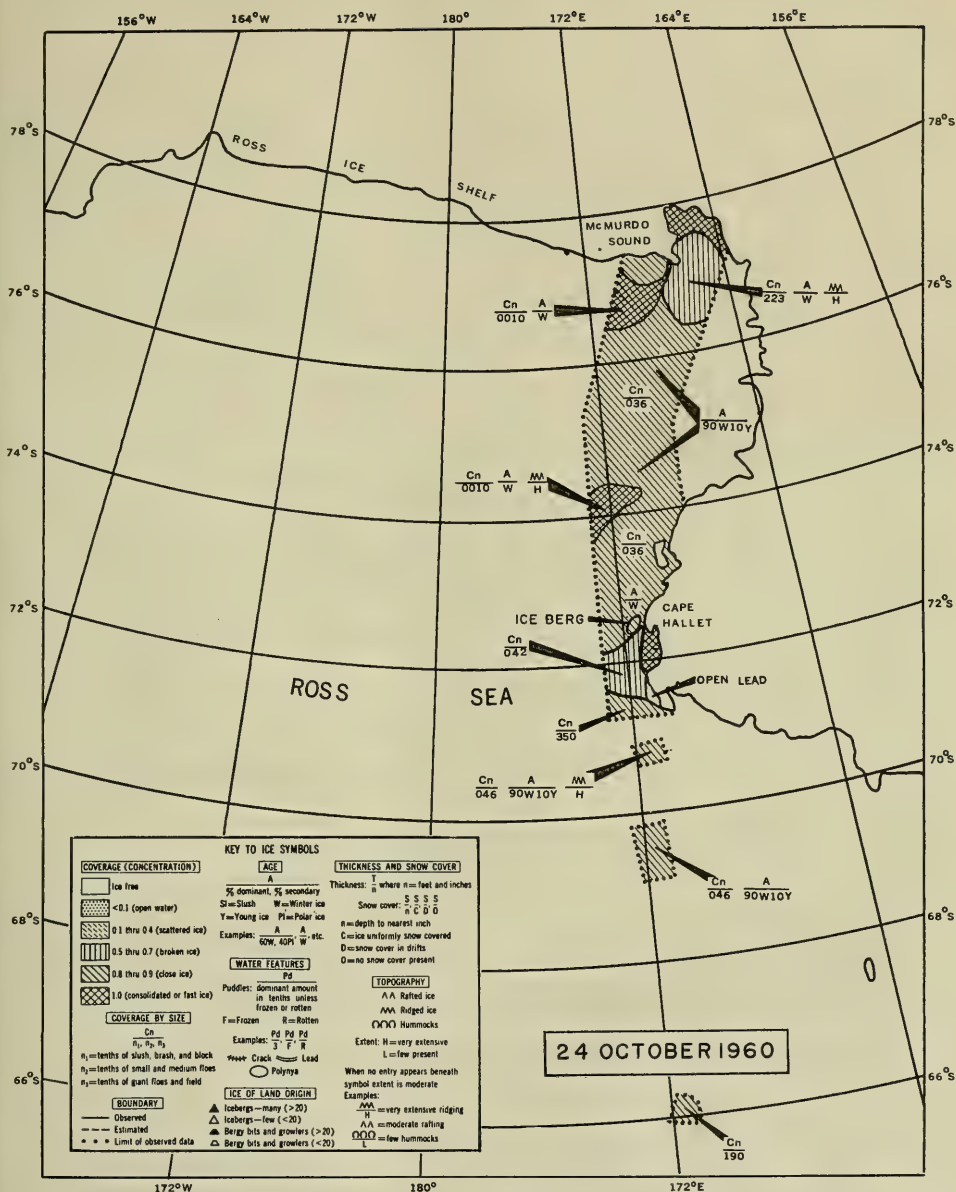 156°W 164°W 172°W 180° 172°E 164°E 156°E
78°S 78°S
ROSS ICE SHELF
McMURDO SOUND
76°S 76°S
Cn 223 A W ʍ H
Cn 0010 A W
Cn 036
A 90W10Y
74°S 74°S
Cn 0010 A W ʍ H
Cn 036
72°S 72°S
A W
ICE BERG
CAPE HALLET
Cn 042
OPEN LEAD
ROSS SEA
Cn 350
70°S 70°S
Cn 046 A 90W10Y ʍ H
Cn 046 A 90W10Y
68°S 68°S
66°S 66°S
24 OCTOBER 1960
Cn 190
172°W 180° 172°E
KEY TO ICE SYMBOLS
COVERAGE (CONCENTRATION)
Ice free
<0.1 (open water)
0.1 thru 0.4 (scattered ice)
0.5 thru 0.7 (broken ice)
0.8 thru 0.9 (close ice)
1.0 (consolidated or fast ice)
COVERAGE BY SIZE
Cn
n₁, n₂, n₃
n₁=tenths of slush, brash, and block
n₂=tenths of small and medium floes
n₃=tenths of giant floes and field
BOUNDARY
Observed
Estimated
Limit of observed data
AGE
A
% dominant, % secondary
Sl=Slush W=Winter ice
Y=Young ice Pl=Polar ice
Examples: A 60W, 40Pl, A W, etc.
WATER FEATURES
Pd
Puddles: dominant amount
in tenths unless
frozen or rotten
F=Frozen R=Rotten
Examples: Pd 3, Pd F, Pd R
Crack Lead
Polynya
ICE OF LAND ORIGIN
Icebergs—many (>20)
Icebergs—few (<20)
Bergy bits and growlers (>20)
Bergy bits and growlers (<20)
THICKNESS AND SNOW COVER
Thickness: T n where n=feet and inches
Snow cover: S n, S C, S D, S O
n=depth to nearest inch
C=ice uniformly snow covered
D=snow cover in drifts
O=no snow cover present
TOPOGRAPHY
Rafted ice
Ridged ice
Hummocks
Extent: H=very extensive
L=few present
When no entry appears beneath
symbol extent is moderate
Examples:
H =very extensive ridging
=moderate rafting
L =few hummocks